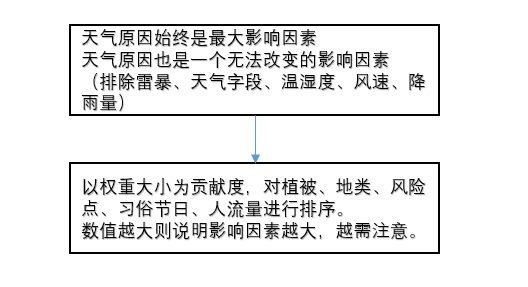 天气原因始终是最大影响因素
天气原因也是一个无法改变的影响因素
（排除雷暴、天气字段、温湿度、风速、降
雨量）
以权重大小为贡献度，对植被、地类、风险
点、习俗节日、人流量进行排序。
数值越大则说明影响因素越大，越需注意。